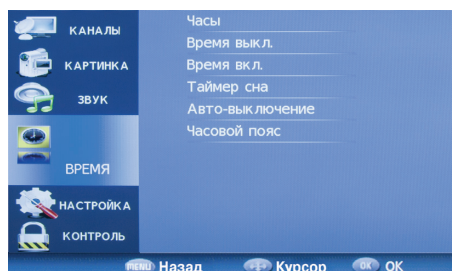 КАНАЛЫ
КАРТИНКА
ЗВУК
ВРЕМЯ
НАСТРОЙКА
КОНТРОЛЬ
Часы
Время выкл.
Время вкл.
Таймер сна
Авто-выключение
Часовой пояс
MENU Назад Курсор OK OK